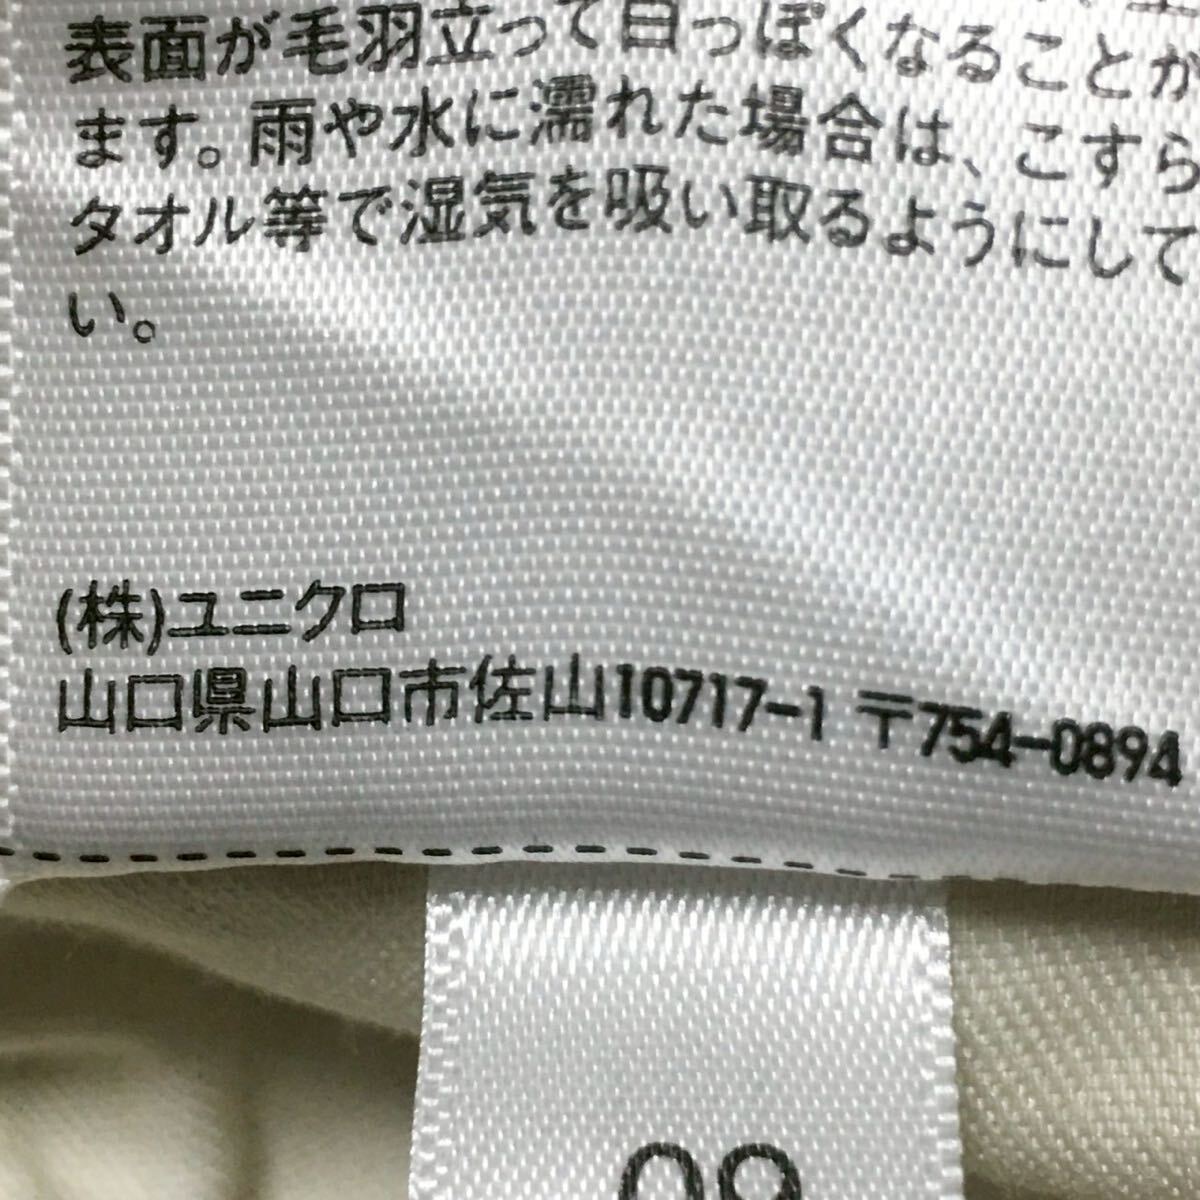 表面が毛羽立って白っぽくなることが
ます。雨や水に濡れた場合は、こすら
タオル等で湿気を吸い取るようにして
い。
(株)ユニクロ
山口県山口市佐山10717-1 〒754-0894
09